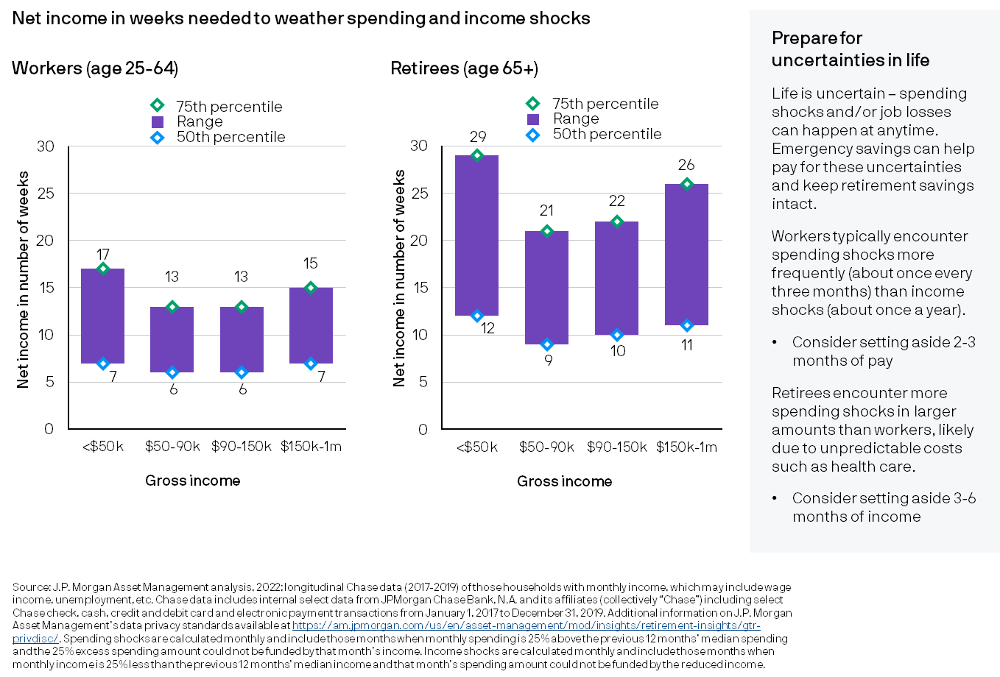 Net income in weeks needed to weather spending and income shocks
Workers (age 25-64)
75th percentile
Range
50th percentile
Net income in number of weeks
30
25
20
15
10
5
0
17
13
13
15
7
6
6
7
<$50k
$50-90k
$90-150k
$150k-1m
Gross income
Retirees (age 65+)
75th percentile
Range
50th percentile
Net income in number of weeks
30
25
20
15
10
5
0
29
21
22
26
12
9
10
11
<$50k
$50-90k
$90-150k
$150k-1m
Gross income
Prepare for
uncertainties in life
Life is uncertain – spending
shocks and/or job losses
can happen at anytime.
Emergency savings can help
pay for these uncertainties
and keep retirement savings
intact.
Workers typically encounter
spending shocks more
frequently (about once every
three months) than income
shocks (about once a year).
• Consider setting aside 2-3
months of pay
Retirees encounter more
spending shocks in larger
amounts than workers, likely
due to unpredictable costs
such as health care.
• Consider setting aside 3-6
months of income
Source: J.P. Morgan Asset Management analysis, 2022; longitudinal Chase data (2017-2019) of those households with monthly income, which may include wage
income, unemployment, etc. Chase data includes internal select data from JPMorgan Chase Bank, N.A. and its affiliates (collectively “Chase”) including select
Chase check, cash, credit and debit card and electronic payment transactions from January 1, 2017 to December 31, 2019. Additional information on J.P. Morgan
Asset Management’s data privacy standards available at https://am.jpmorgan.com/us/en/asset-management/mod/insights/retirement-insights/gtr-
privdisc/. Spending shocks are calculated monthly and include those months when monthly spending is 25% above the previous 12 months’ median spending
and the 25% excess spending amount could not be funded by that month’s income. Income shocks are calculated monthly and include those months when
monthly income is 25% less than the previous 12 months’ median income and that month’s spending amount could not be funded by the reduced income.